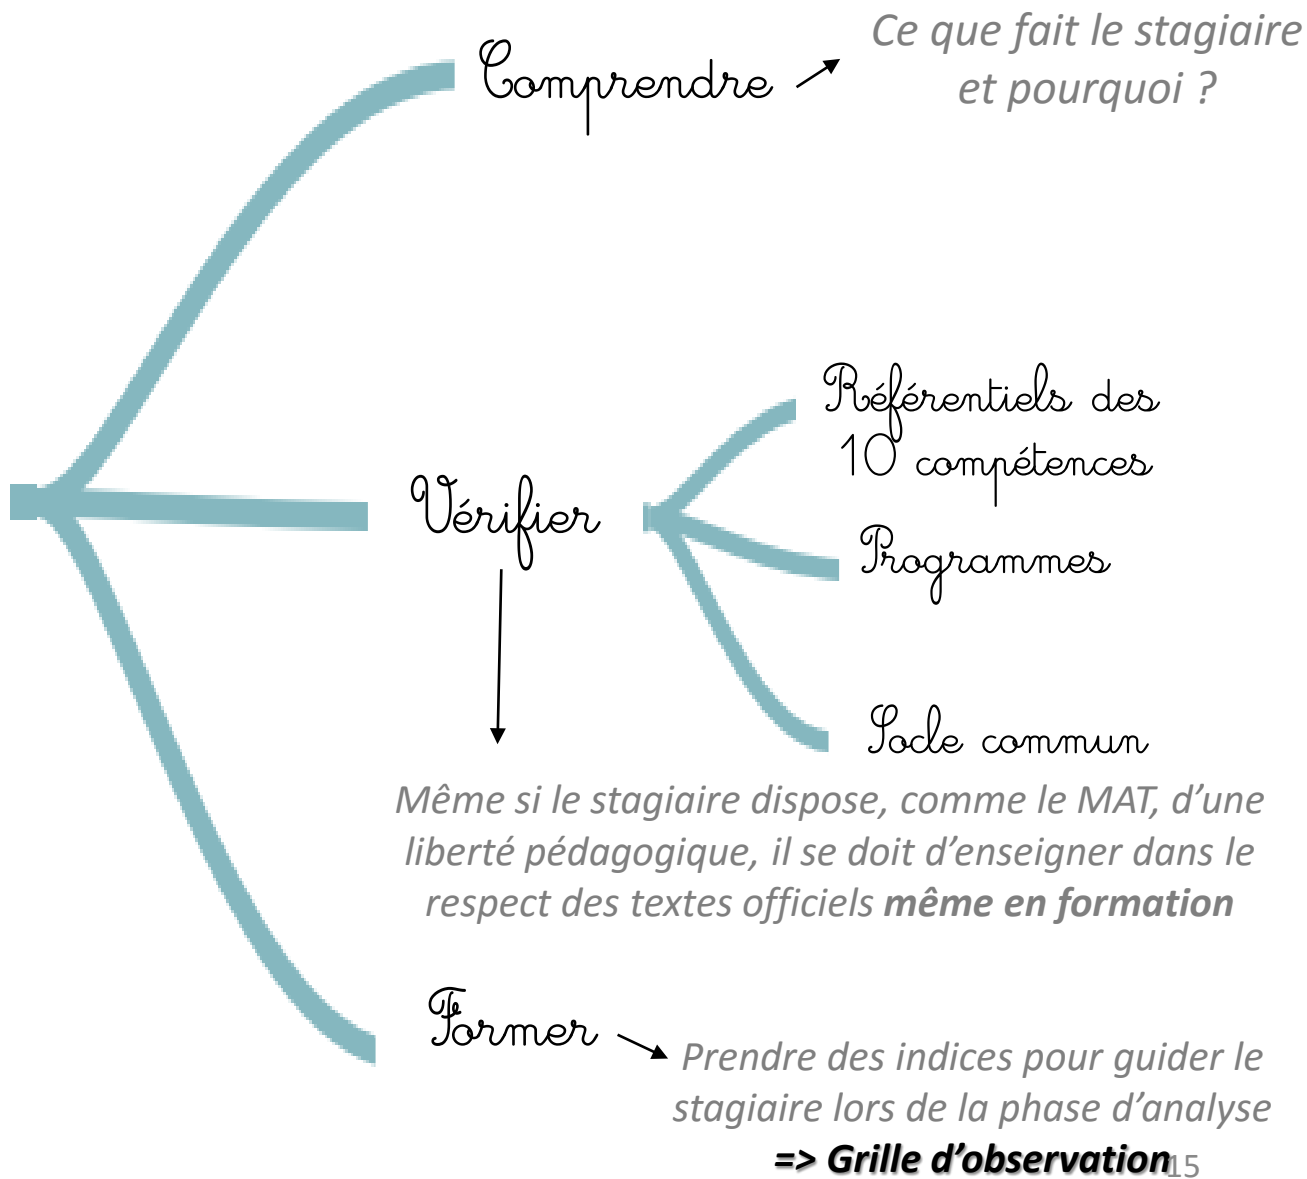 Comprendre
Ce que fait le stagiaire
et pourquoi ?
Vérifier
Référentiels des
10 compétences
Programmes
Socle commun
Même si le stagiaire dispose, comme le MAT, d’une
liberté pédagogique, il se doit d’enseigner dans le
respect des textes officiels même en formation
Former
Prendre des indices pour guider le
stagiaire lors de la phase d’analyse
=> Grille d’observation
15